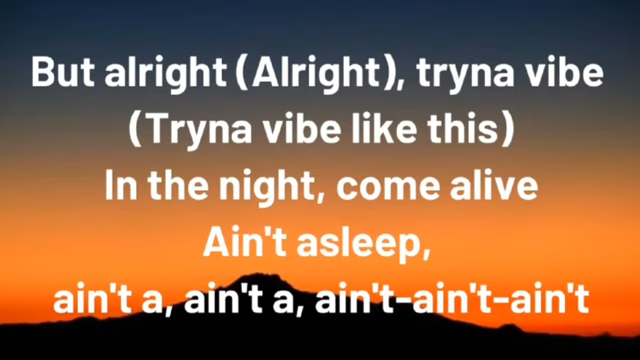 But alright (Alright), tryna vibe
(Tryna vibe like this)
In the night, come alive
Ain't asleep,
ain't a, ain't a, ain't-ain't-ain't